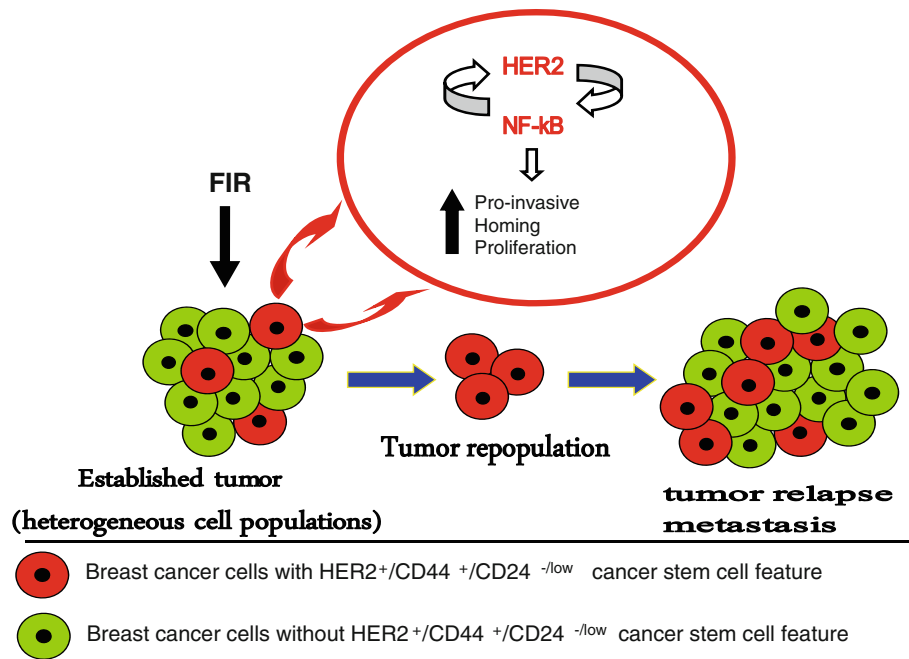 HER2
NF-kB
Pro-invasive
Homing
Proliferation
FIR
Tumor repopulation
Established tumor
(heterogeneous cell populations)
tumor relapse
metastasis
Breast cancer cells with HER2+/CD44 +/CD24 -/low cancer stem cell feature
Breast cancer cells without HER2 +/CD44 +/CD24 -/low cancer stem cell feature